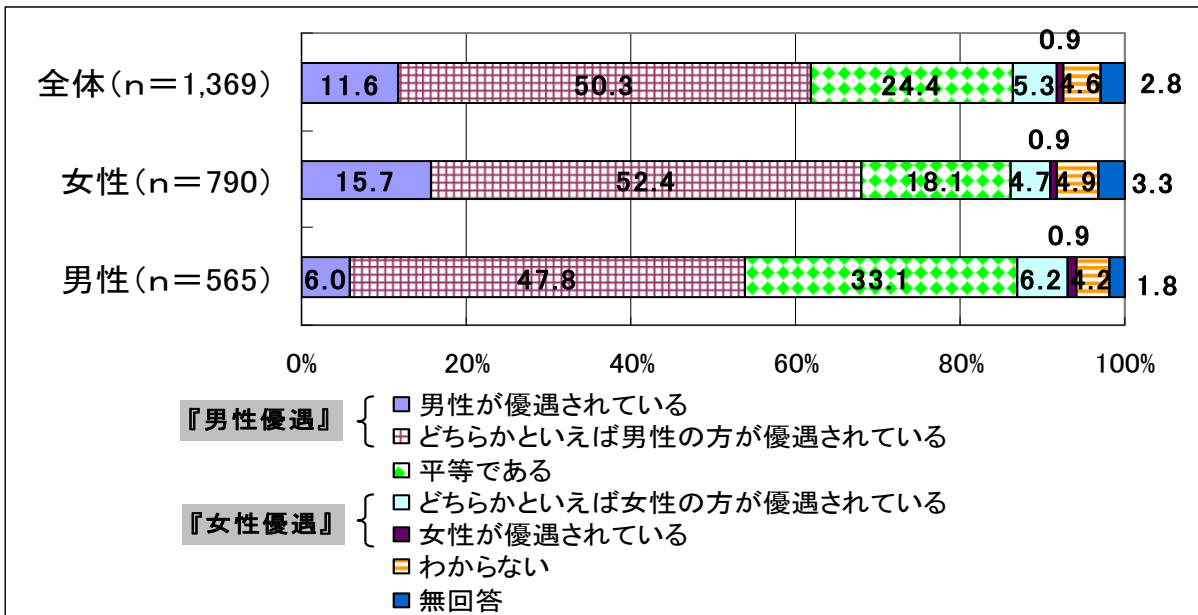 0.9
全体(n=1,369) 11.6 50.3 24.4 5.3 4.6 2.8
0.9
女性(n=790) 15.7 52.4 18.1 4.7 4.9 3.3
0.9
男性(n=565) 6.0 47.8 33.1 6.2 4.2 1.8
0% 20% 40% 60% 80% 100%
『男性優遇』
男性が優遇されている
どちらかといえば男性の方が優遇されている
平等である
『女性優遇』
どちらかといえば女性の方が優遇されている
女性が優遇されている
わからない
無回答